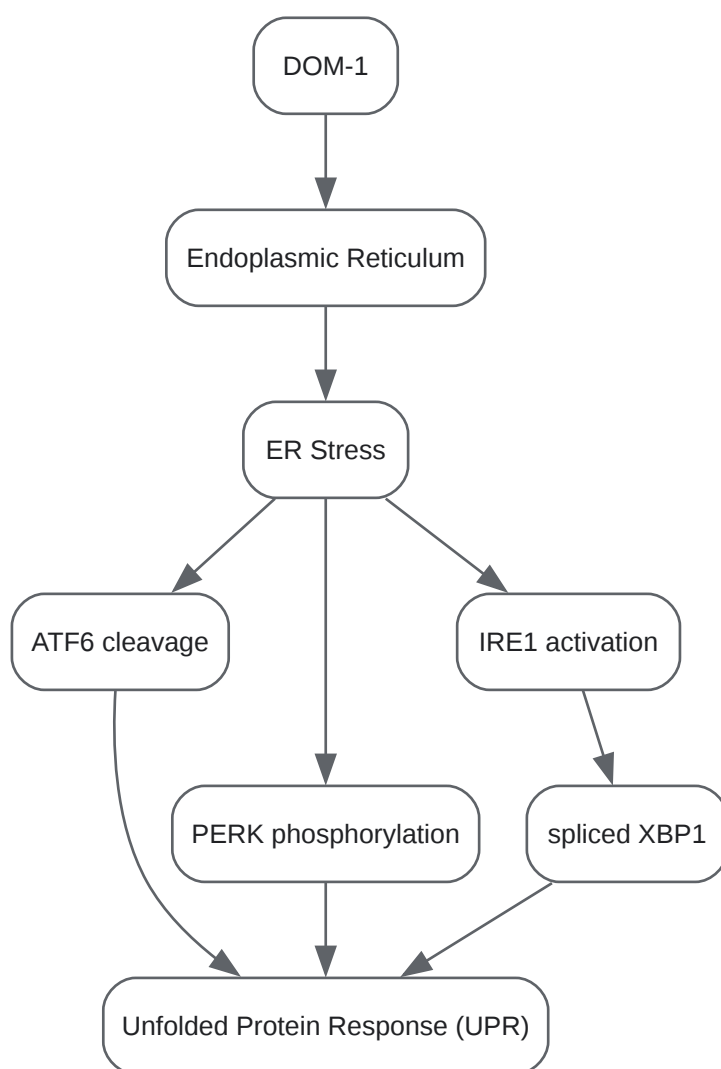 DOM-1
Endoplasmic Reticulum
ER Stress
ATF6 cleavage
IRE1 activation
PERK phosphorylation
spliced XBP1
Unfolded Protein Response (UPR)